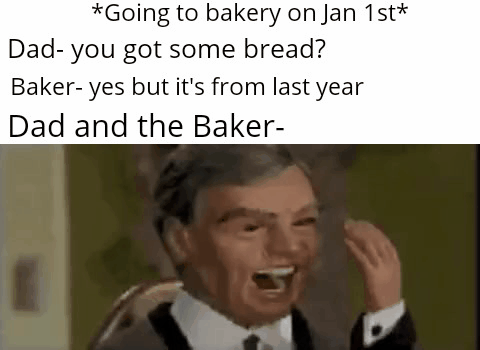 *Going to bakery on Jan 1st*
Dad- you got some bread?
Baker- yes but it's from last year
Dad and the Baker-